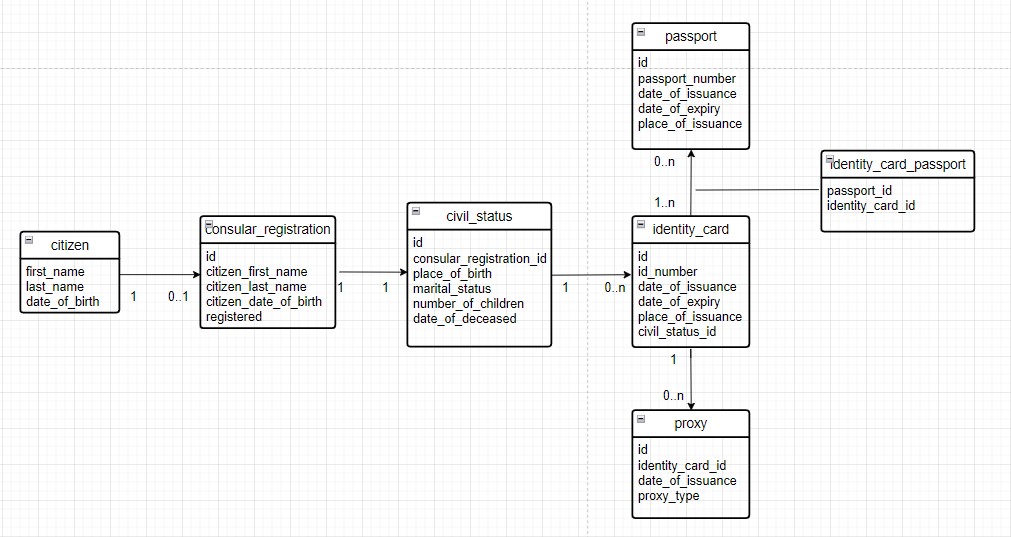 citizen
first_name
last_name
date_of_birth
1
0..1
consular_registration
id
citizen_first_name
citizen_last_name
citizen_date_of_birth
registered
1
1
civil_status
id
consular_registration_id
place_of_birth
marital_status
number_of_children
date_of_deceased
1
0..n
passport
id
passport_number
date_of_issuance
date_of_expiry
place_of_issuance
0..n
1..n
identity_card_passport
passport_id
identity_card_id
identity_card
id
id_number
date_of_issuance
date_of_expiry
place_of_issuance
civil_status_id
1
0..n
proxy
id
identity_card_id
date_of_issuance
proxy_type